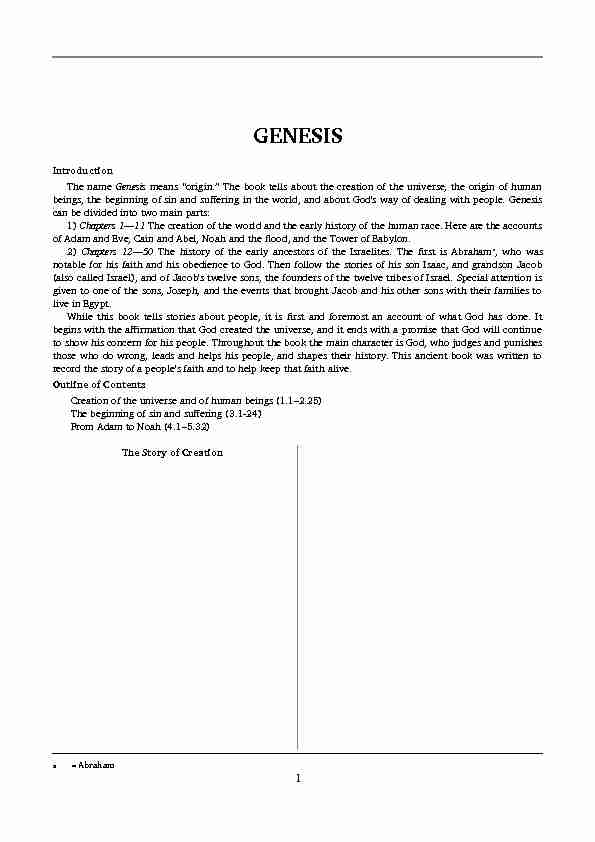 GENESIS
Introduction
The name Genesis means "origin." The book tells about the creation of the universe, the origin of human
beings, the beginning of sin and suffering in the world, and about God's way of dealing with people. Genesis
can be divided into two main parts:
1) Chapters 1—11 The creation of the world and the early history of the human race. Here are the accounts
of Adam and Eve, Cain and Abel, Noah and the flood, and the Tower of Babylon.
2) Chapters 12—50 The history of the early ancestors of the Israelites. The first is Abraham*, who was
notable for his faith and his obedience to God. Then follow the stories of his son Isaac, and grandson Jacob
(also called Israel), and of Jacob's twelve sons, the founders of the twelve tribes of Israel. Special attention is
given to one of the sons, Joseph, and the events that brought Jacob and his other sons with their families to
live in Egypt.
While this book tells stories about people, it is first and foremost an account of what God has done. It
begins with the affirmation that God created the universe, and it ends with a promise that God will continue
to show his concern for his people. Throughout the book the main character is God, who judges and punishes
those who do wrong, leads and helps his people, and shapes their history. This ancient book was written to
record the story of a people's faith and to help keep that faith alive.
Outline of Contents
Creation of the universe and of human beings (1.1–2.25)
The beginning of sin and suffering (3.1-24)
From Adam to Noah (4.1–5.32)
The Story of Creation
* = Abraham
1